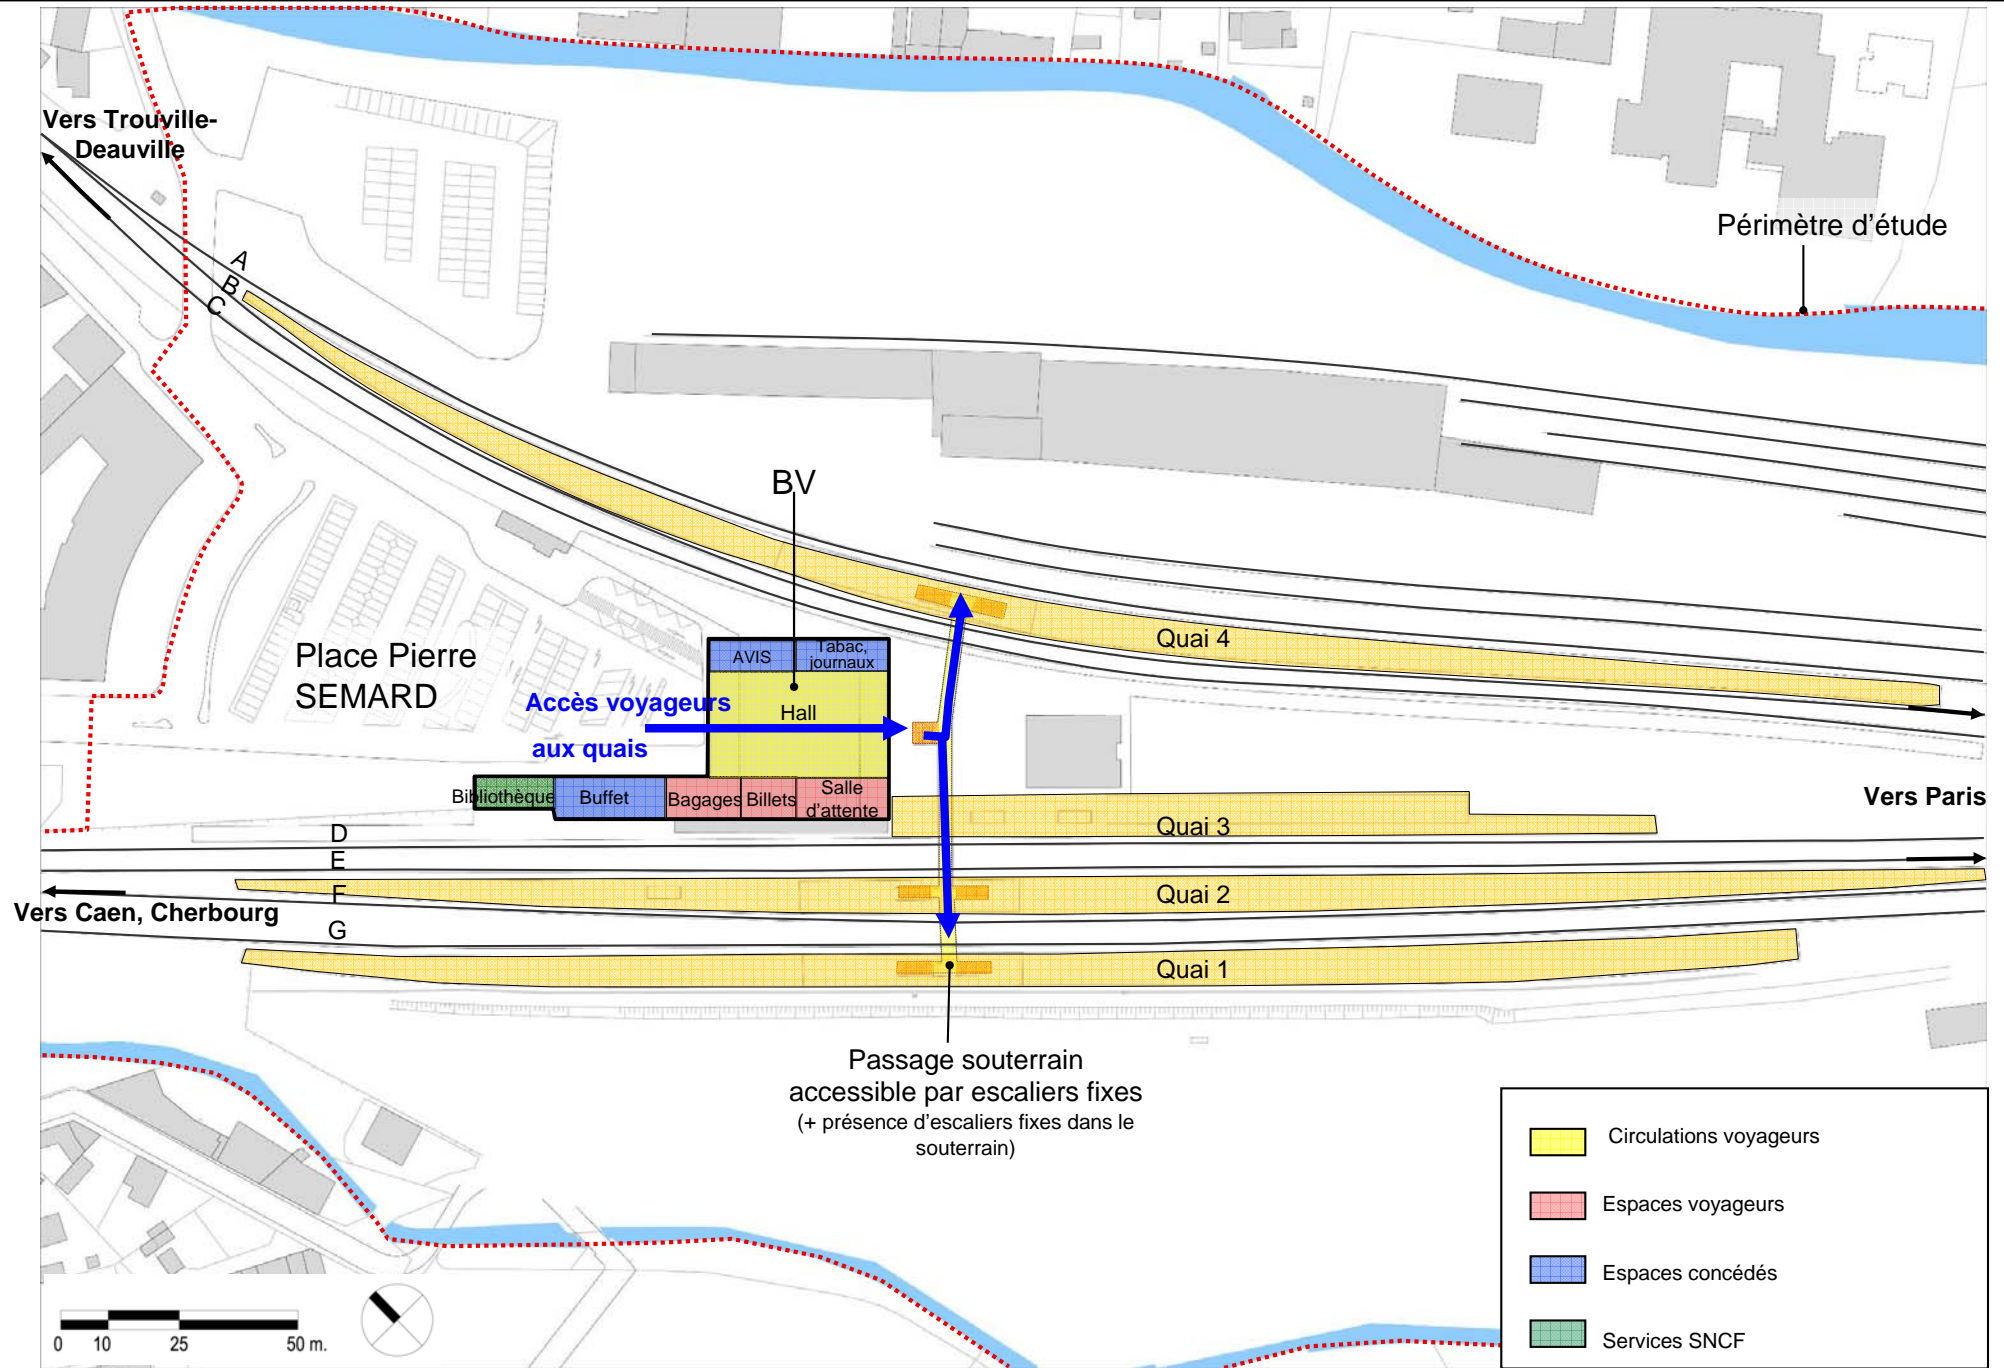 Vers Trouville-
Deauville
Périmètre d'étude
A
B
C
BV
Quai 4
AVIS
Tabac,
journaux
Place Pierre
SEMARD
Accès voyageurs
aux quais
Hall
Bibliothèque
Buffet
Bagages
Billets
Salle
d'attente
Vers Paris
Quai 3
D
E
F
G
Quai 2
Vers Caen, Cherbourg
Quai 1
Passage souterrain
accessible par escaliers fixes
(+ présence d'escaliers fixes dans le
souterrain)
Circulations voyageurs
Espaces voyageurs
Espaces concédés
Services SNCF
0 10 25 50 m.